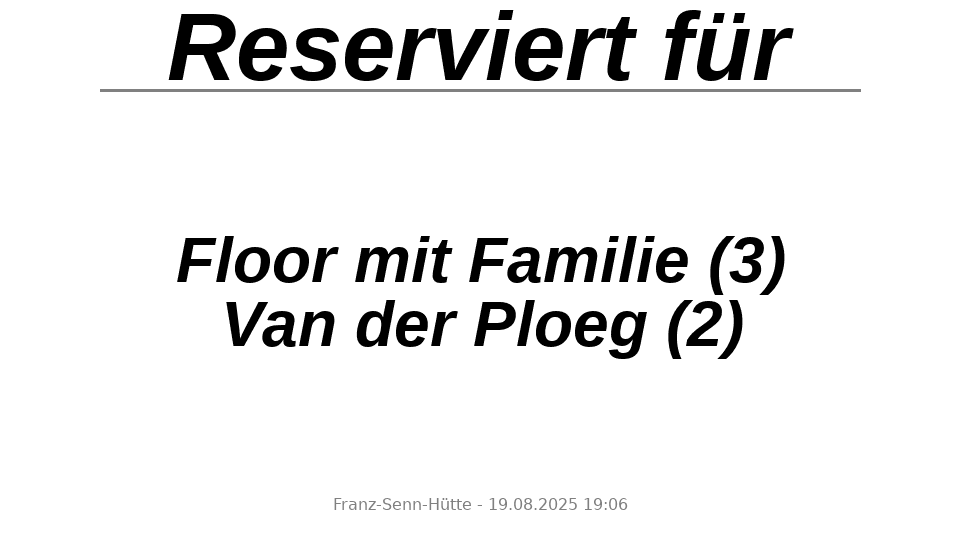 Reserviert für
Floor mit Familie (3)
Van der Ploeg (2)
Franz-Senn-Hütte - 19.08.2025 19:06